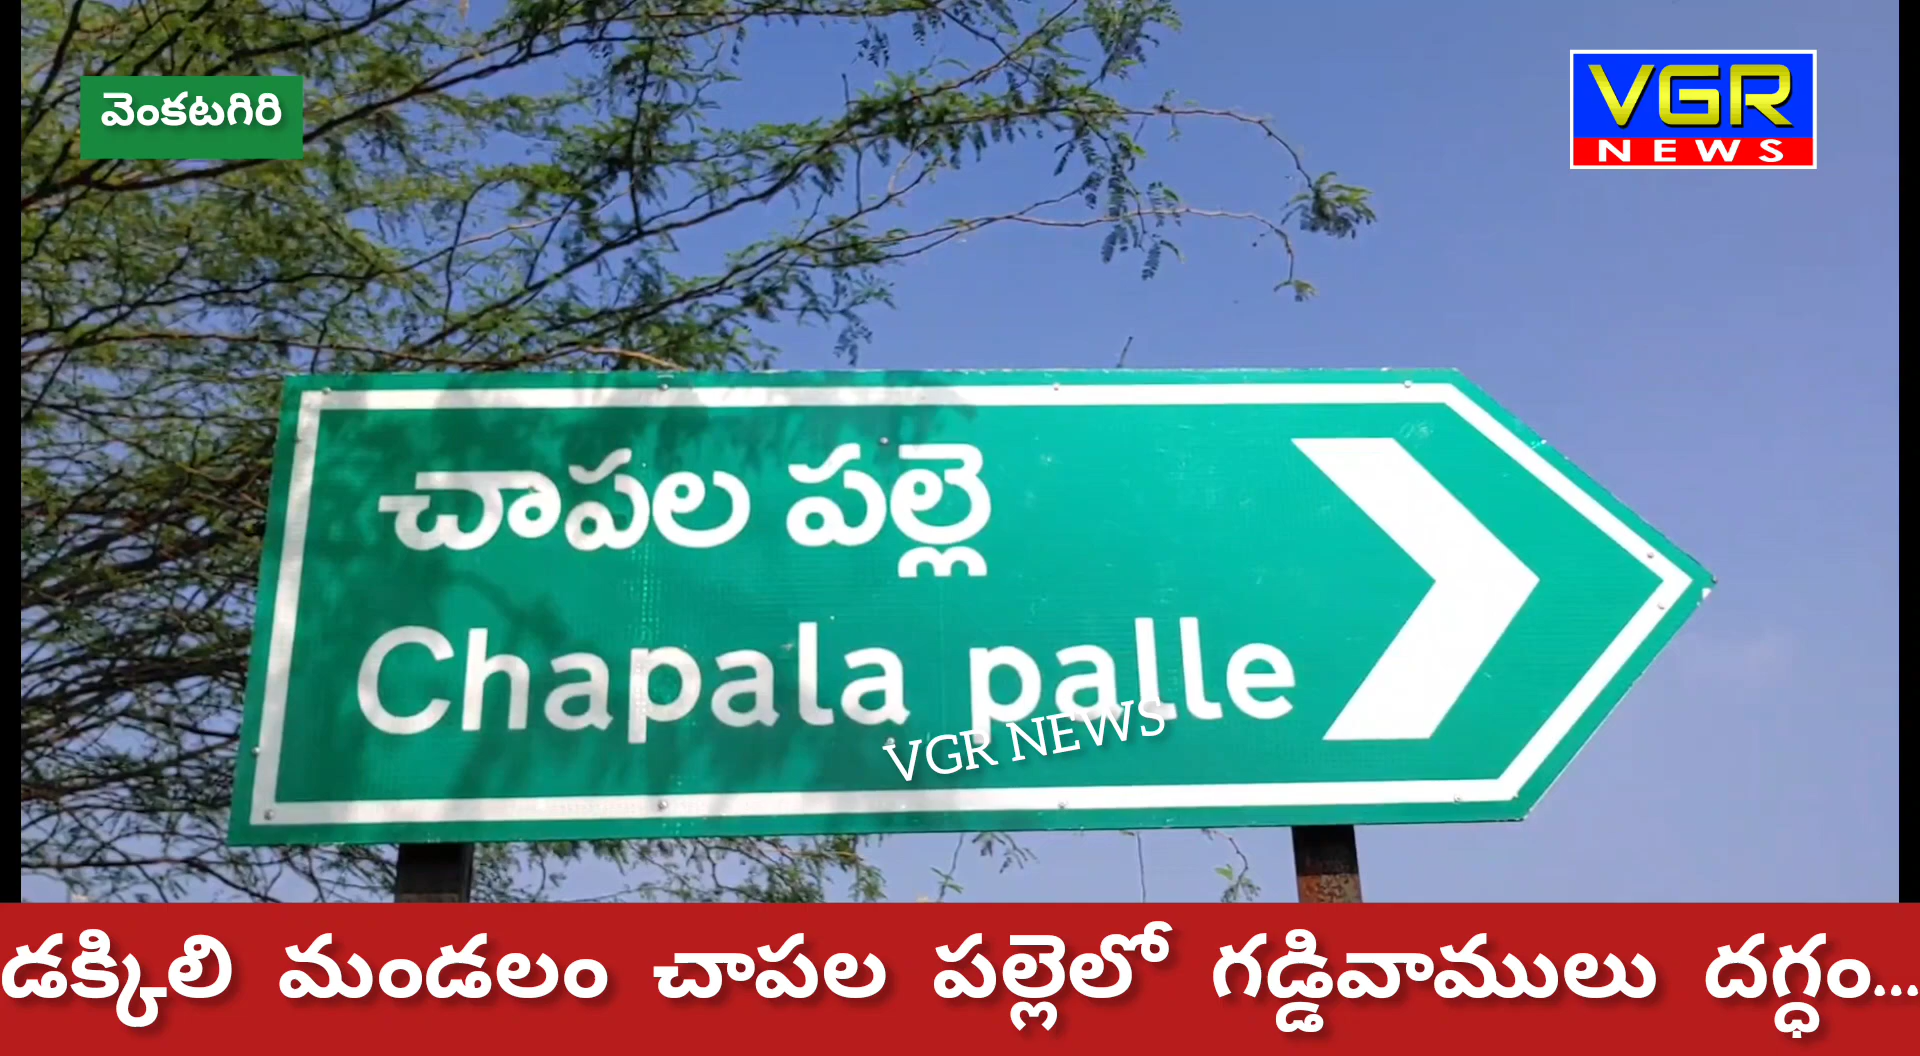 వెంకటగిరి
VGR
NEWS
చాపల పల్లె
Chapala palle
VGR NEWS
డక్కిలి మండలం చాపల పల్లెలో గడ్డివాములు దగ్ధం...